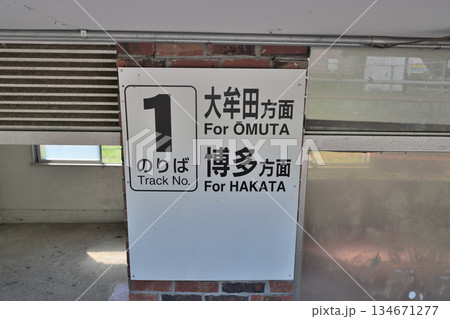 1
のりば
Track No.
大牟田方面
For ŌMUTA
博多方面
For HAKATA
134671277